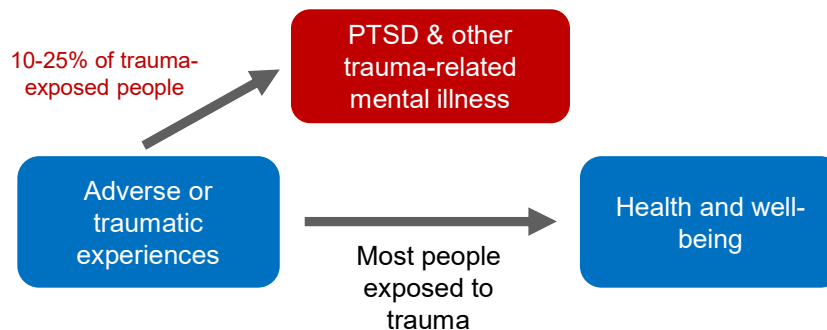 10-25% of trauma-
exposed people
PTSD & other
trauma-related
mental illness
Adverse or
traumatic
experiences
Most people
exposed to
trauma
Health and well-
being